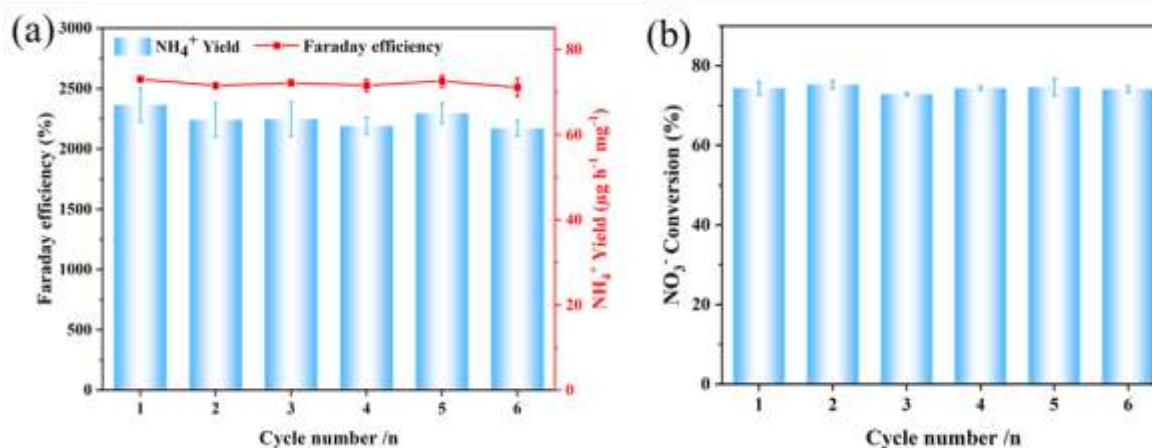 (a)
NH₄⁺ Yield
Faraday efficiency
3000
2500
2000
1500
1000
500
0
Faraday efficiency (%)
80
60
40
20
0
NH₄⁺ Yield (µg h⁻¹ mg⁻¹)
1 2 3 4 5 6
Cycle number /n
(b)
80
60
40
20
0
NO₃⁻ Conversion (%)
1 2 3 4 5 6
Cycle number /n